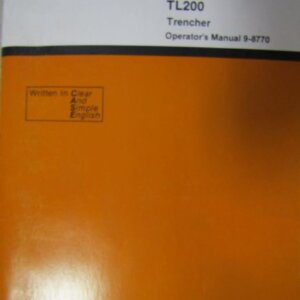 TL200
Trencher
Operator's Manual 9-8770
Written In Clear
And
Simple
English